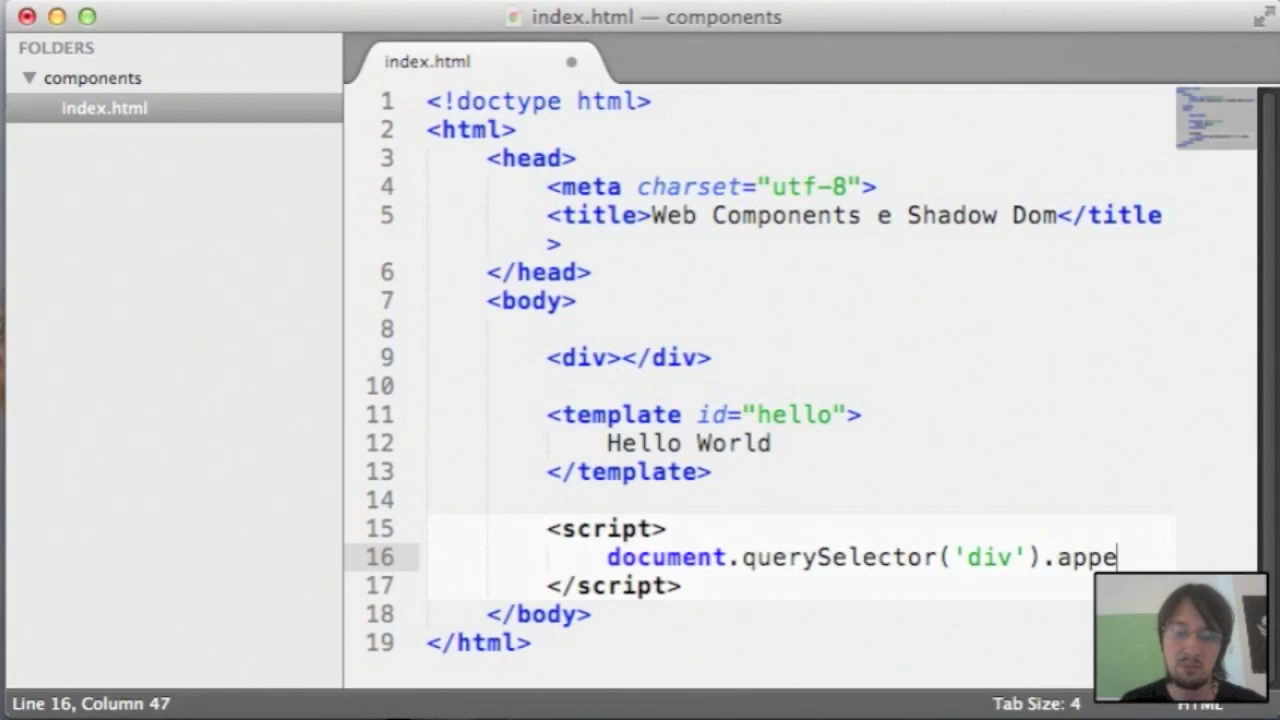 index.html — components
FOLDERS
components
index.html
index.html
1 <!doctype html>
2 <html>
3 <head>
4 <meta charset="utf-8">
5 <title>Web Components e Shadow Dom</title
>
6 </head>
7 <body>
8
9 <div></div>
10
11 <template id="hello">
12 Hello World
13 </template>
14
15 <script>
16 document.querySelector('div').appe
17 </script>
18 </body>
19 </html>
Line 16, Column 47
Tab Size: 4
HTML